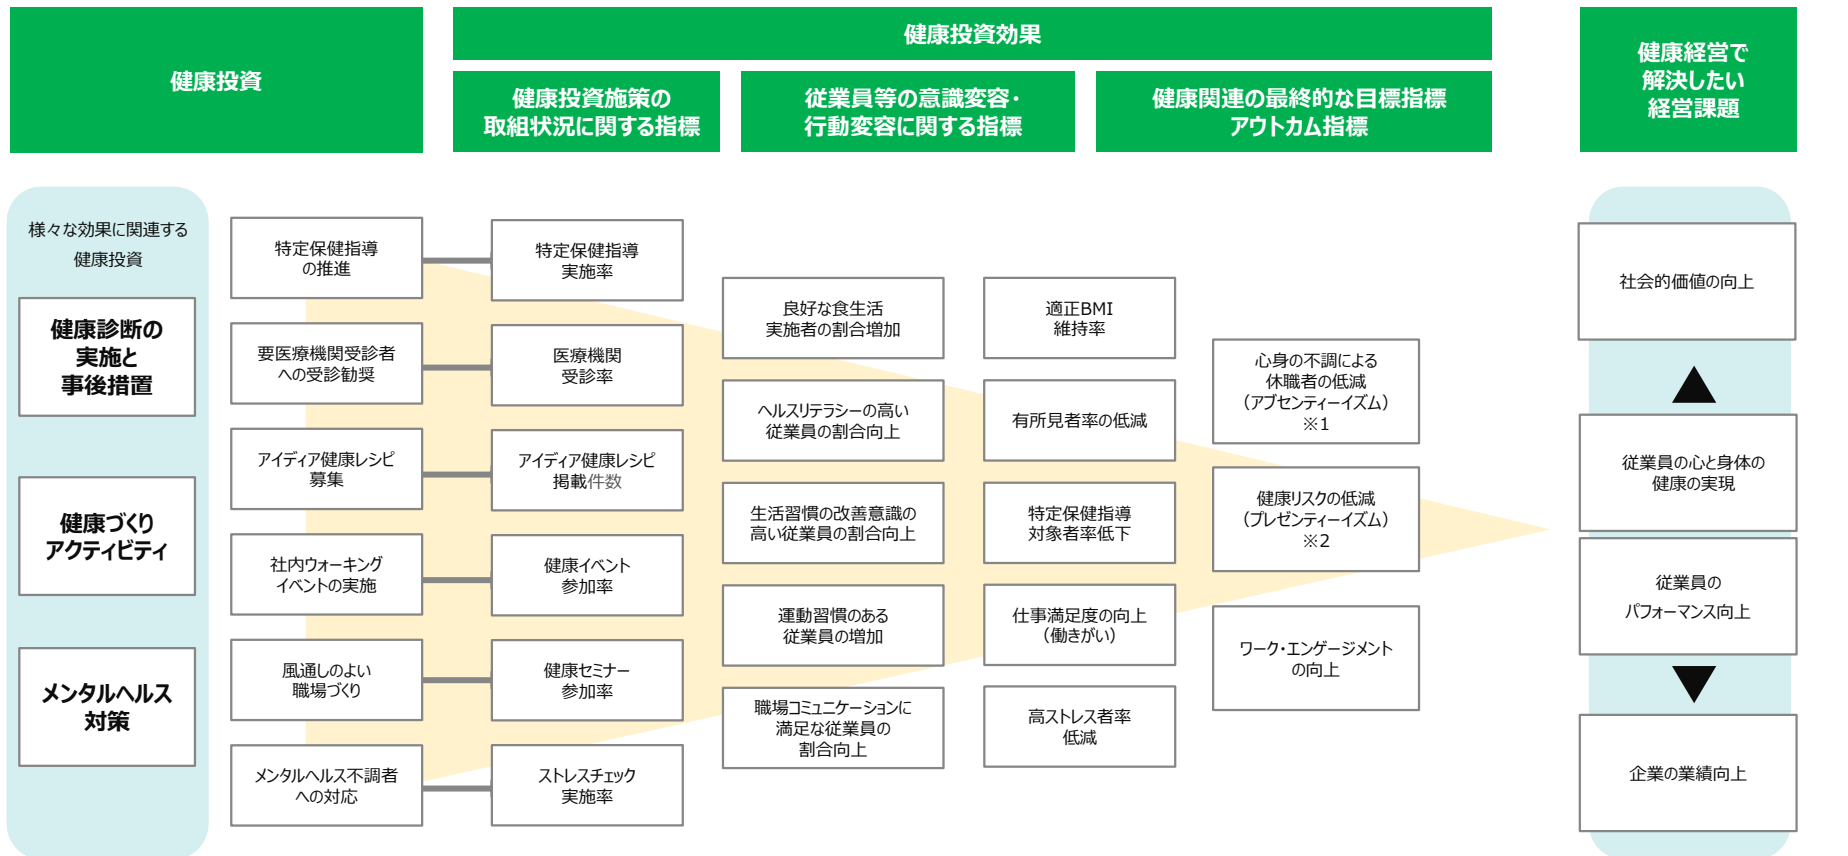 健康投資
健康投資効果
健康投資施策の
取組状況に関する指標
従業員等の意識変容・
行動変容に関する指標
健康関連の最終的な目標指標
アウトカム指標
健康経営で
解決したい
経営課題
様々な効果に関連する
健康投資
健康診断の
実施と
事後措置
健康づくり
アクティビティ
メンタルヘルス
対策
特定保健指導
の推進
要医療機関受診者
への受診勧奨
アイディア健康レシピ
募集
社内ウォーキング
イベントの実施
風通しのよい
職場づくり
メンタルヘルス不調者
への対応
特定保健指導
実施率
医療機関
受診率
アイディア健康レシピ
掲載件数
健康イベント
参加率
健康セミナー
参加率
ストレスチェック
実施率
良好な食生活
実施者の割合増加
ヘルスリテラシーの高い
従業員の割合向上
生活習慣の改善意識の
高い従業員の割合向上
運動習慣のある
従業員の増加
職場コミュニケーションに
満足な従業員の
割合向上
適正BMI
維持率
有所見者率の低減
特定保健指導
対象者率低下
仕事満足度の向上
（働きがい）
高ストレス者率
低減
心身の不調による
休職者の低減
（アブセンティーイズム）
※1
健康リスクの低減
（プレゼンティーイズム）
※2
ワーク・エンゲージメント
の向上
社会的価値の向上
従業員の心と身体の
健康の実現
従業員の
パフォーマンス向上
企業の業績向上